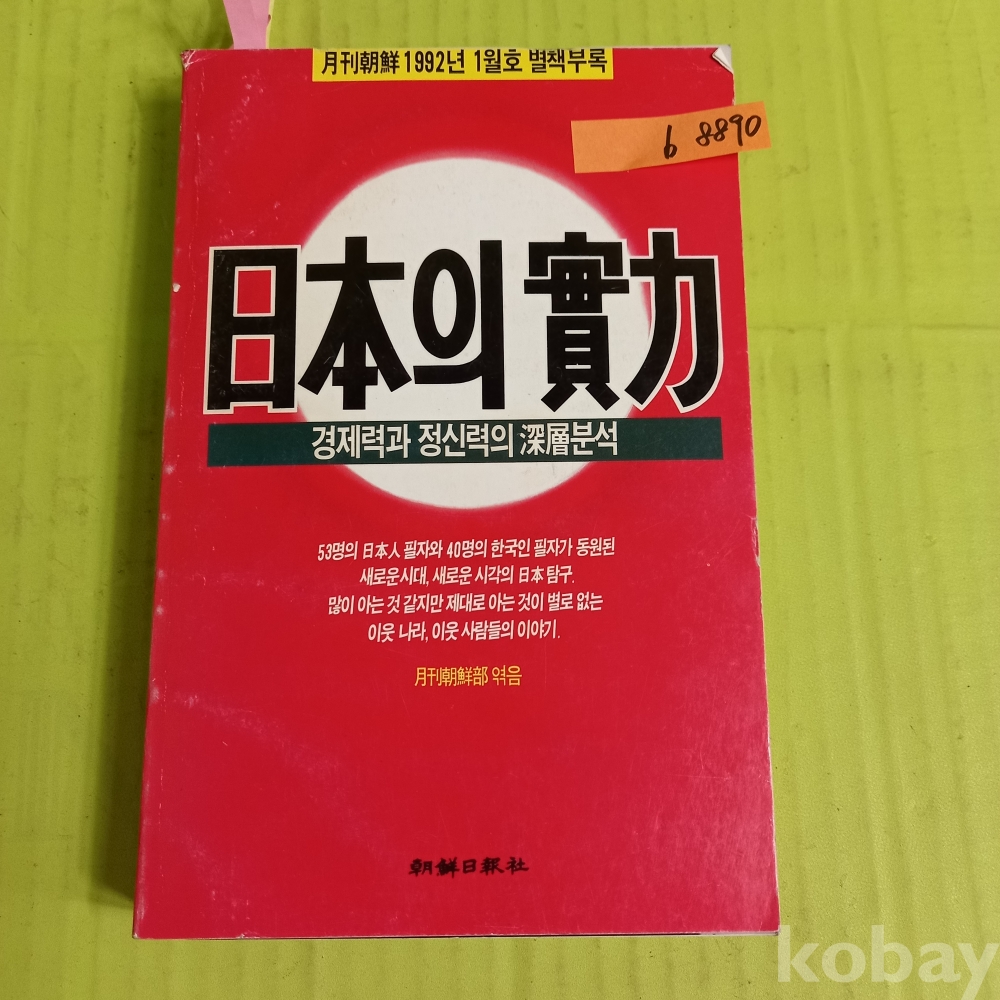 月刊朝鮮 1992년 1월호 별책부록
b 8890
日本의 實力
경제력과 정신력의 深層분석
53명의 日本人 필자와 40명의 한국인 필자가 동원된
새로운시대, 새로운 시각의 日本 탐구.
많이 아는 것 같지만 제대로 아는 것이 별로 없는
이웃 나라, 이웃 사람들의 이야기.
月刊朝鮮部 엮음
朝鮮日報社
kobay